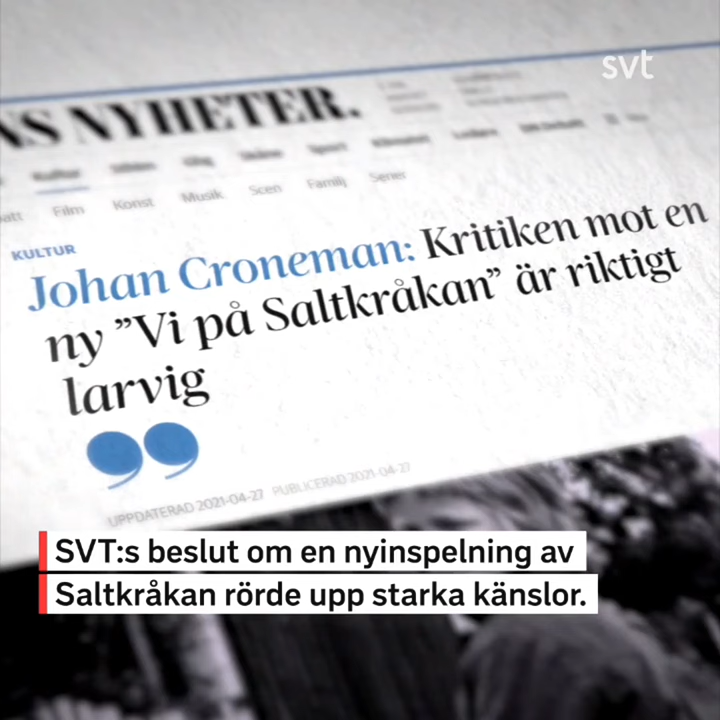 svt
NS NYHETER.
Film Konst Musik Scen Familj Serier
KULTUR
Johan Croneman: Kritiken mot en
ny ”Vi på Saltkråkan” är riktigt
larvig
”
UPPDATERAD 2021-04-27 PUBLICERAD 2021-04-27
SVT:s beslut om en nyinspelning av
Saltkråkan rörde upp starka känslor.